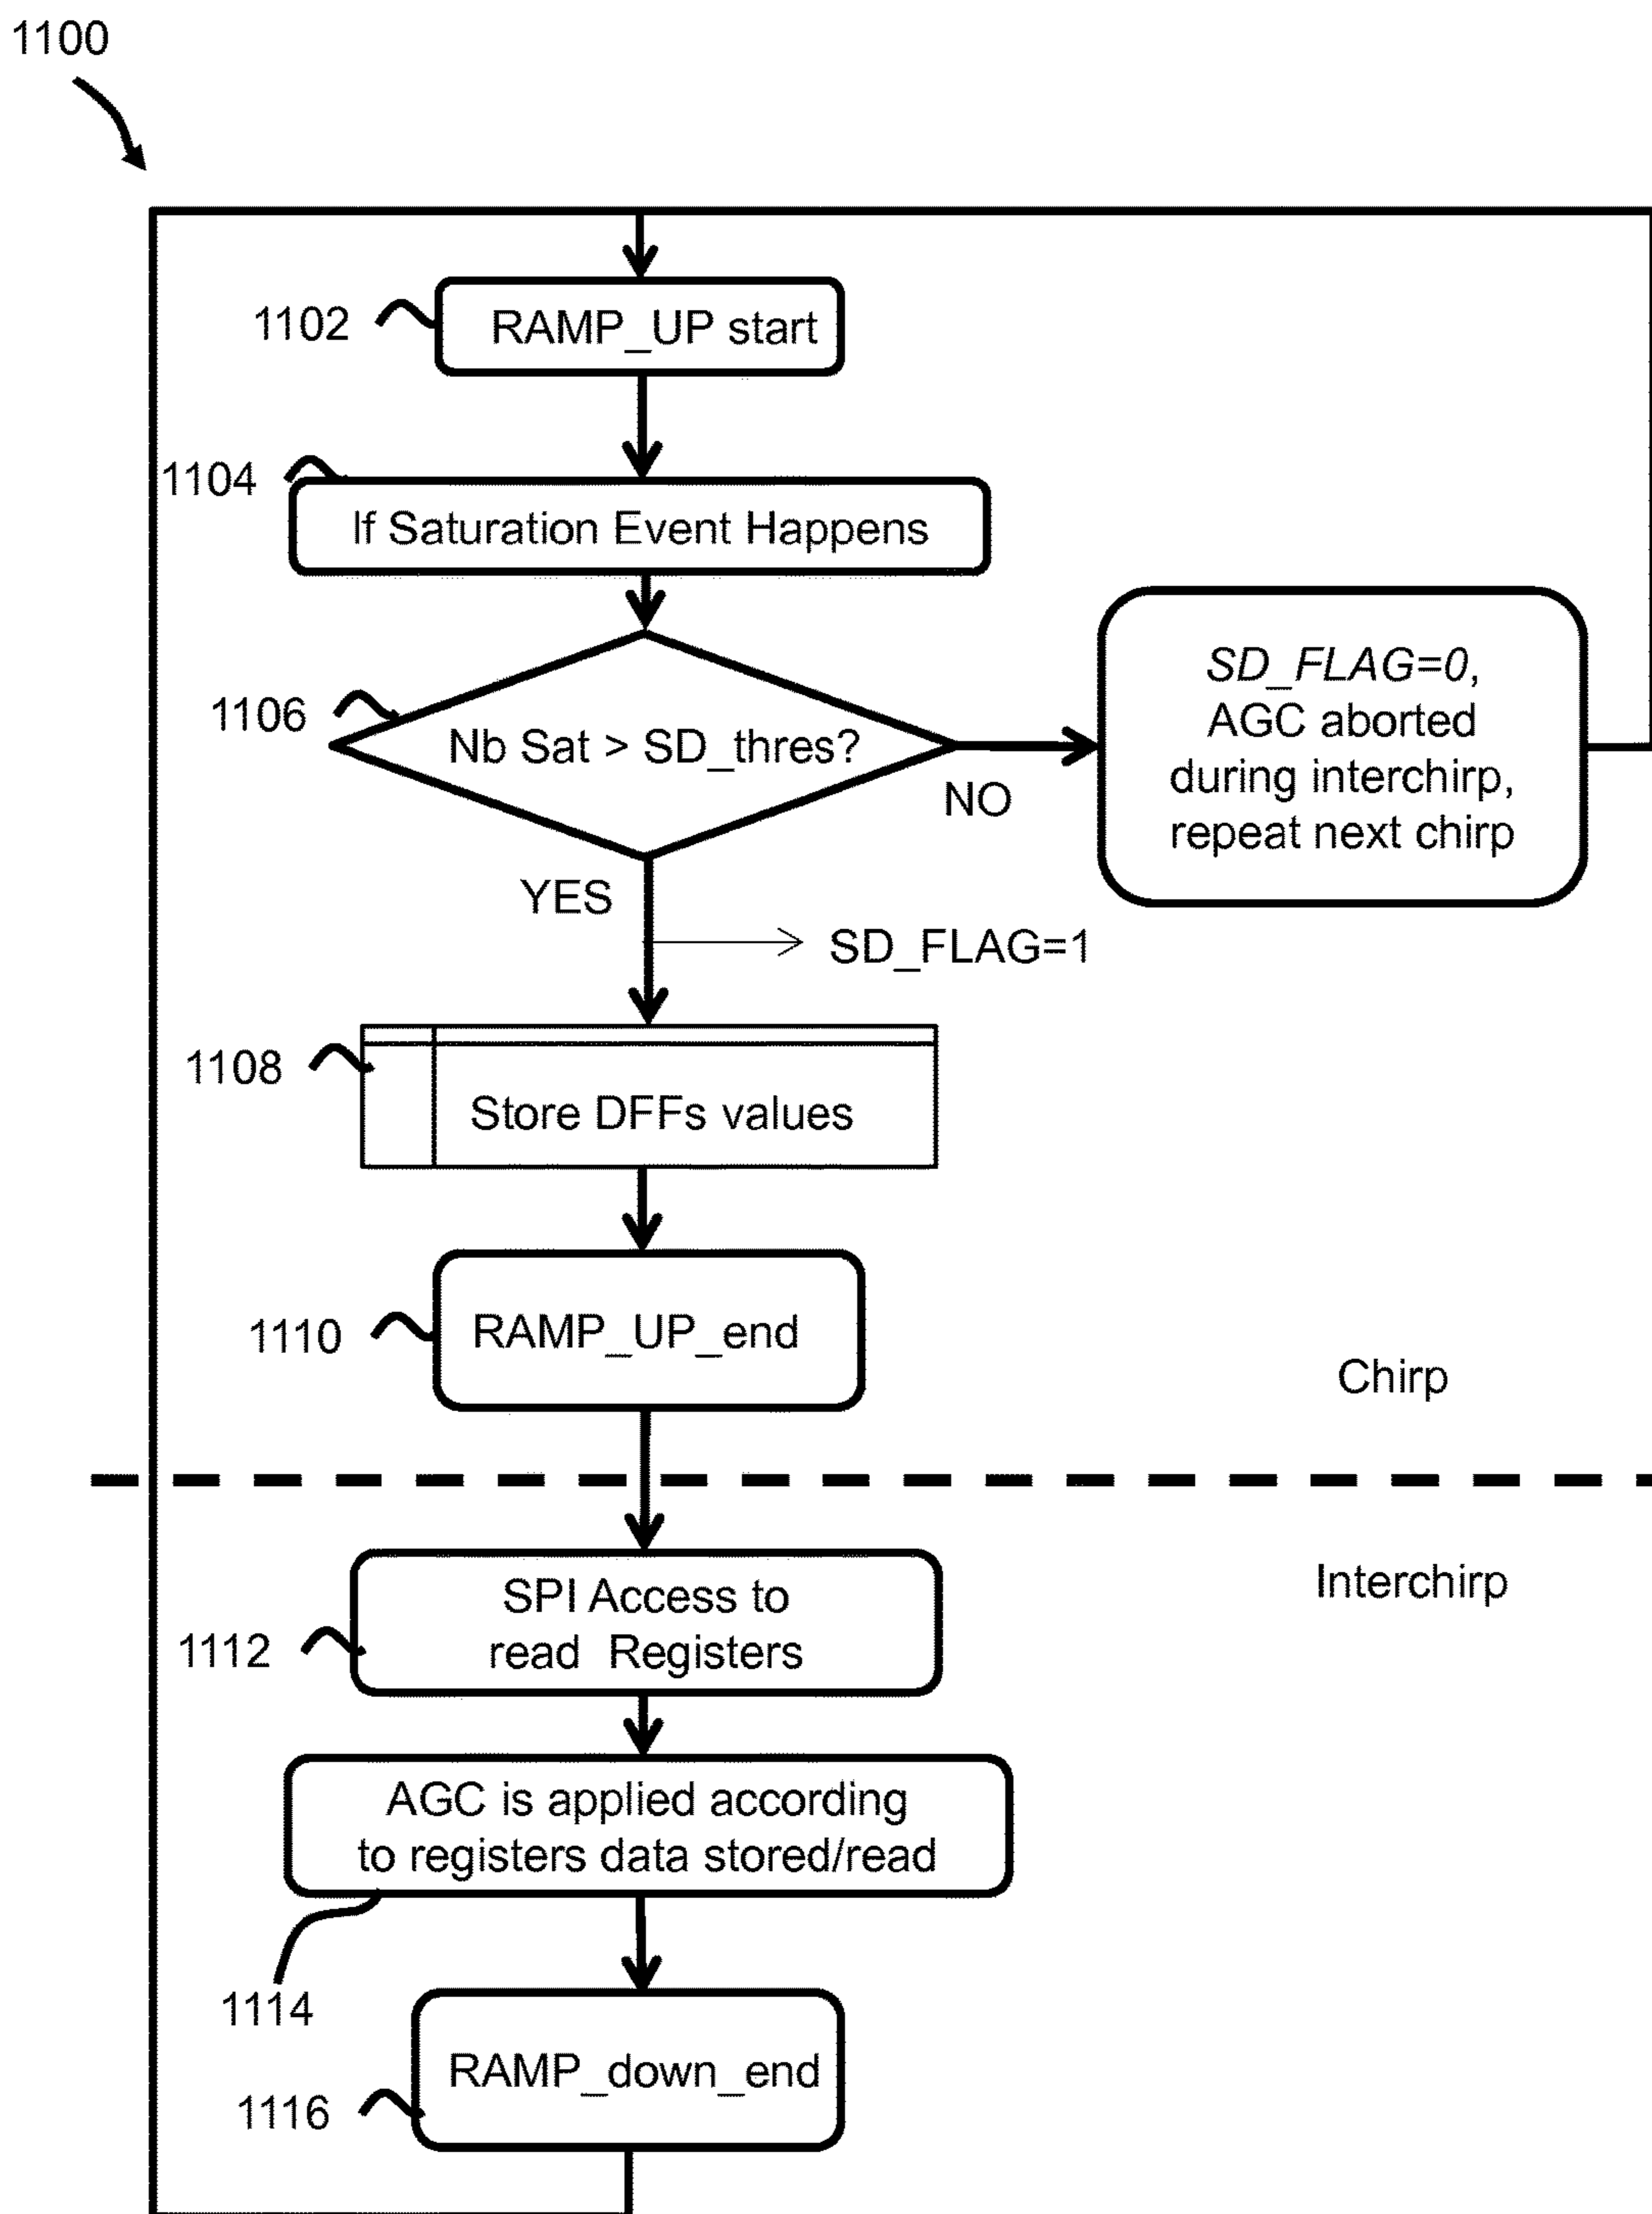 1100
1102
RAMP_UP start
1104
If Saturation Event Happens
1106
Nb Sat > SD_thres?
NO
SD_FLAG=0,
AGC aborted
during interchirp,
repeat next chirp
YES
SD_FLAG=1
1108
Store DFFs values
1110
RAMP_UP_end
Chirp
Interchirp
1112
SPI Access to
read Registers
AGC is applied according
to registers data stored/read
1114
RAMP_down_end
1116